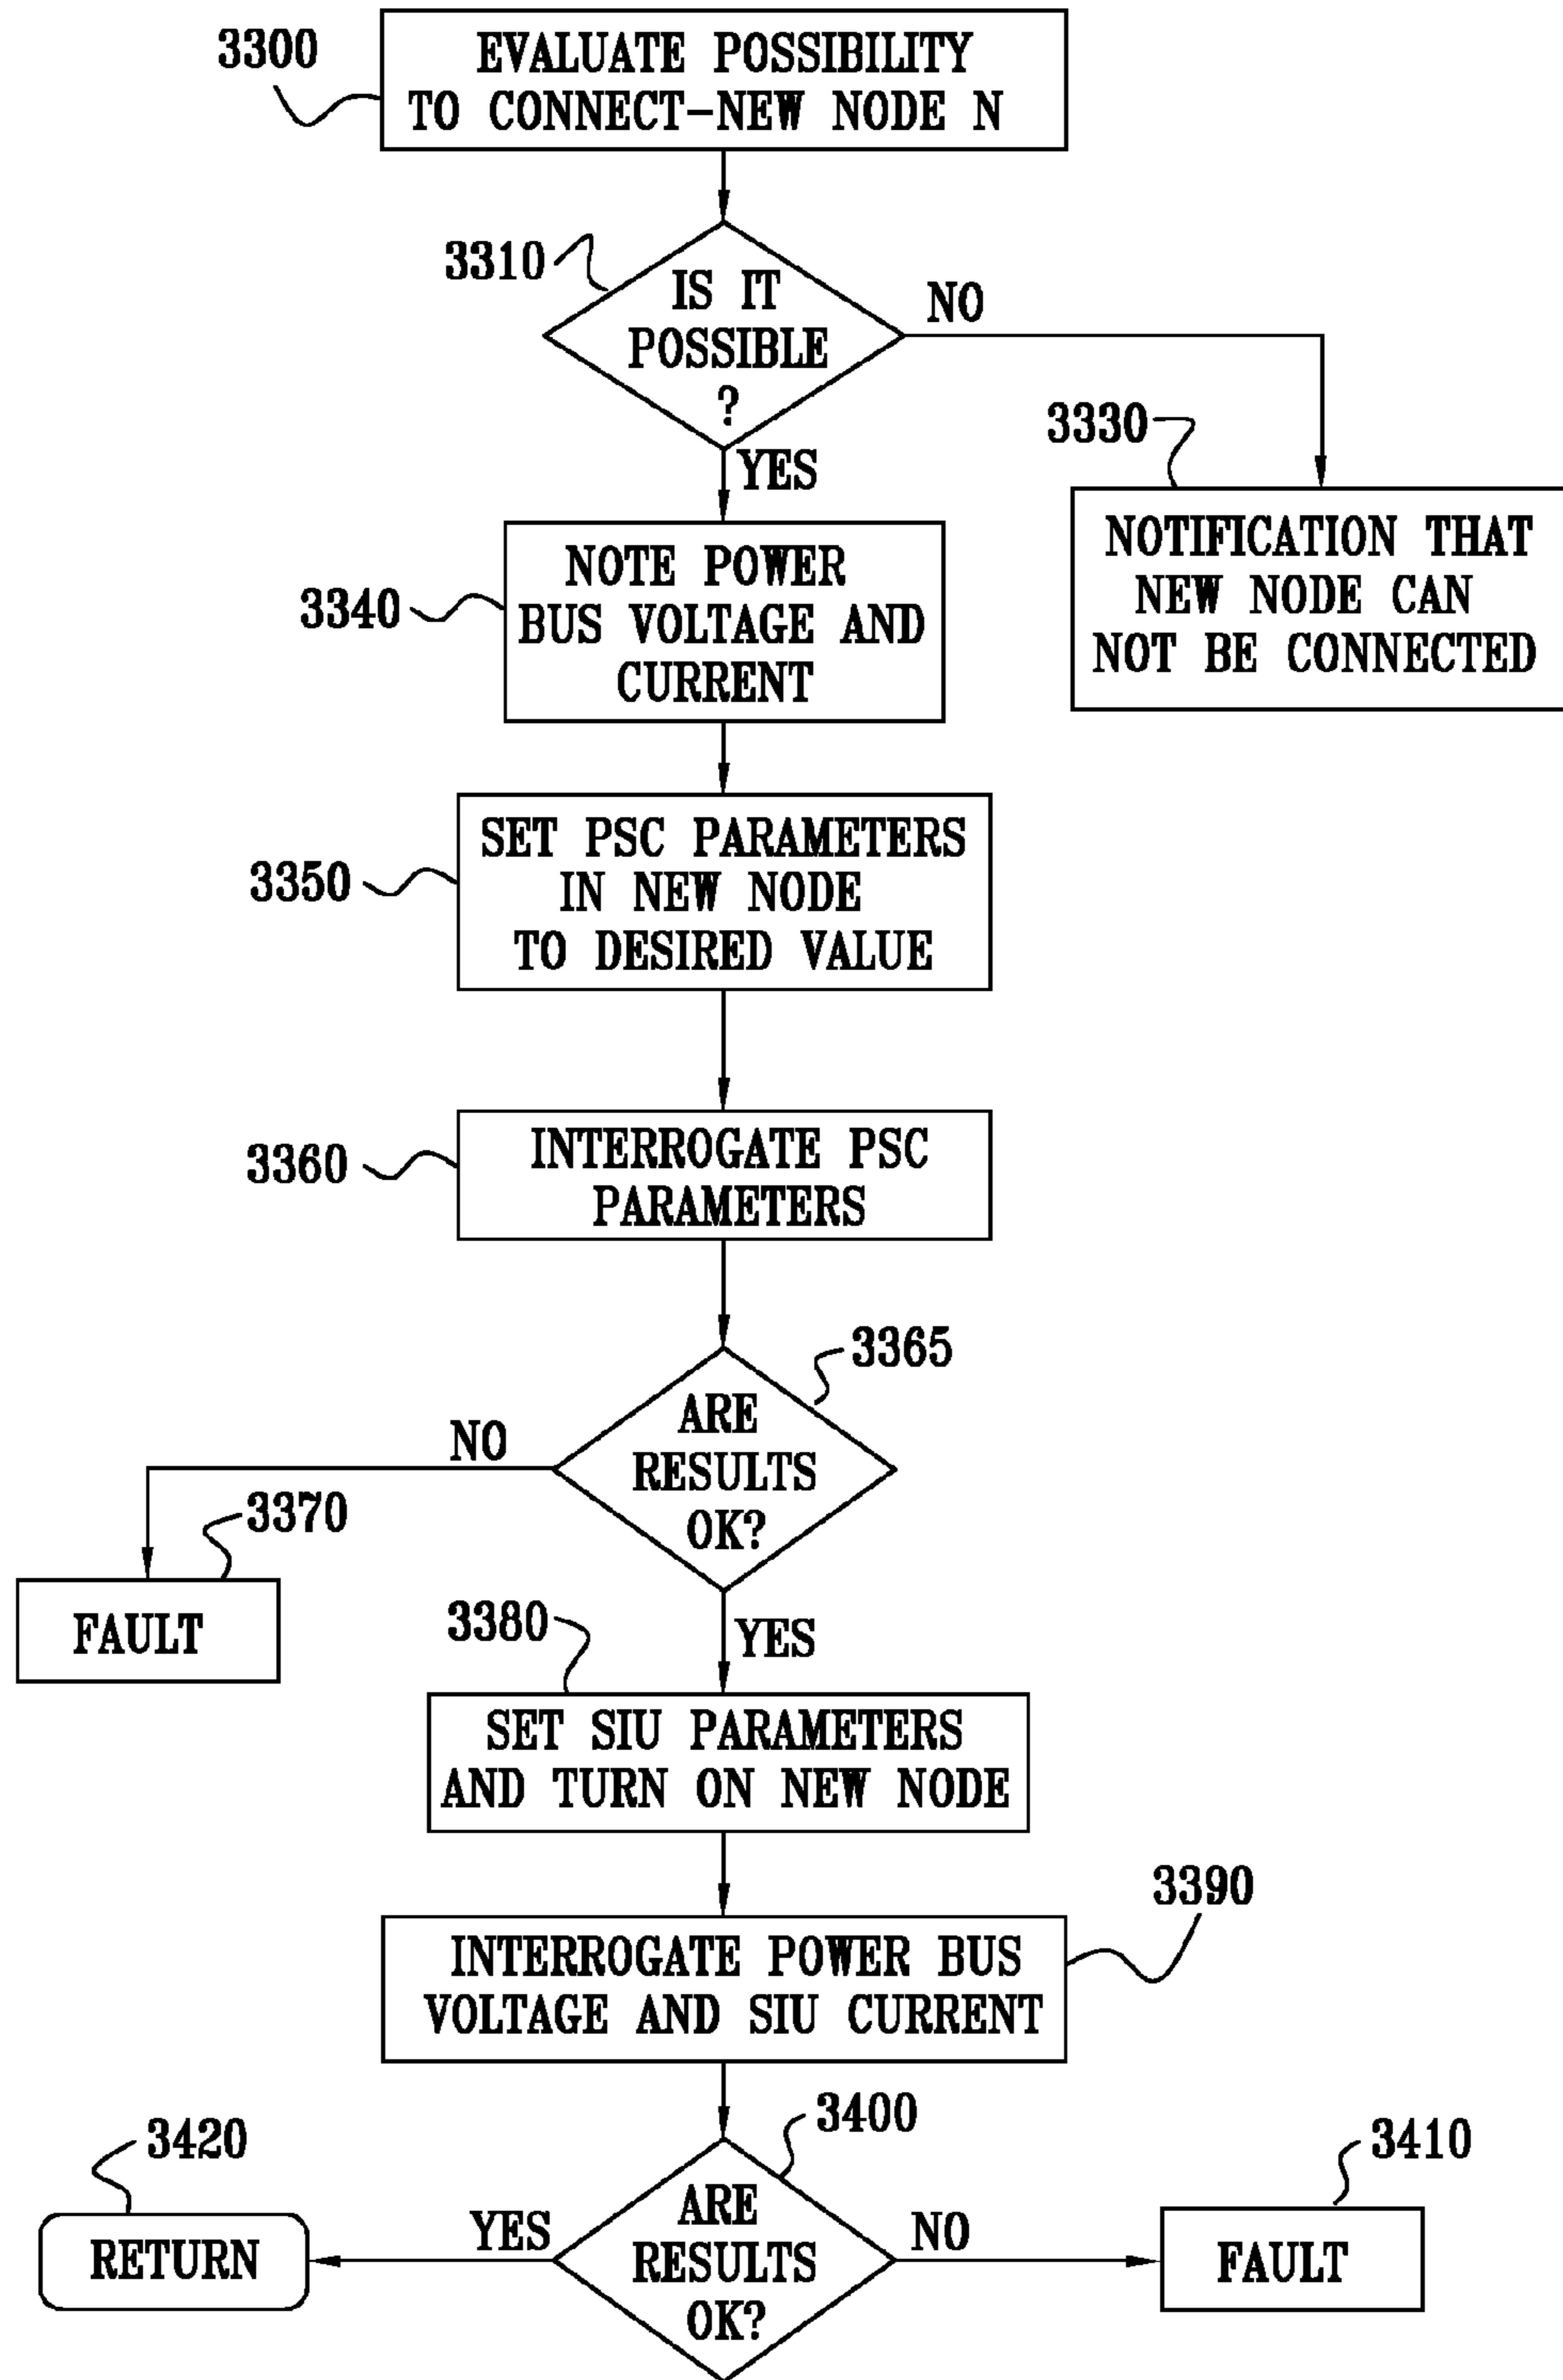 3300
EVALUATE POSSIBILITY
TO CONNECT-NEW NODE N
3310
IS IT
POSSIBLE
?
NO
YES
3330
NOTIFICATION THAT
NEW NODE CAN
NOT BE CONNECTED
3340
NOTE POWER
BUS VOLTAGE AND
CURRENT
3350
SET PSC PARAMETERS
IN NEW NODE
TO DESIRED VALUE
3360
INTERROGATE PSC
PARAMETERS
3365
ARE
RESULTS
OK?
NO
3370
FAULT
YES
3380
SET SIU PARAMETERS
AND TURN ON NEW NODE
3390
INTERROGATE POWER BUS
VOLTAGE AND SIU CURRENT
3400
ARE
RESULTS
OK?
YES
3420
RETURN
NO
3410
FAULT